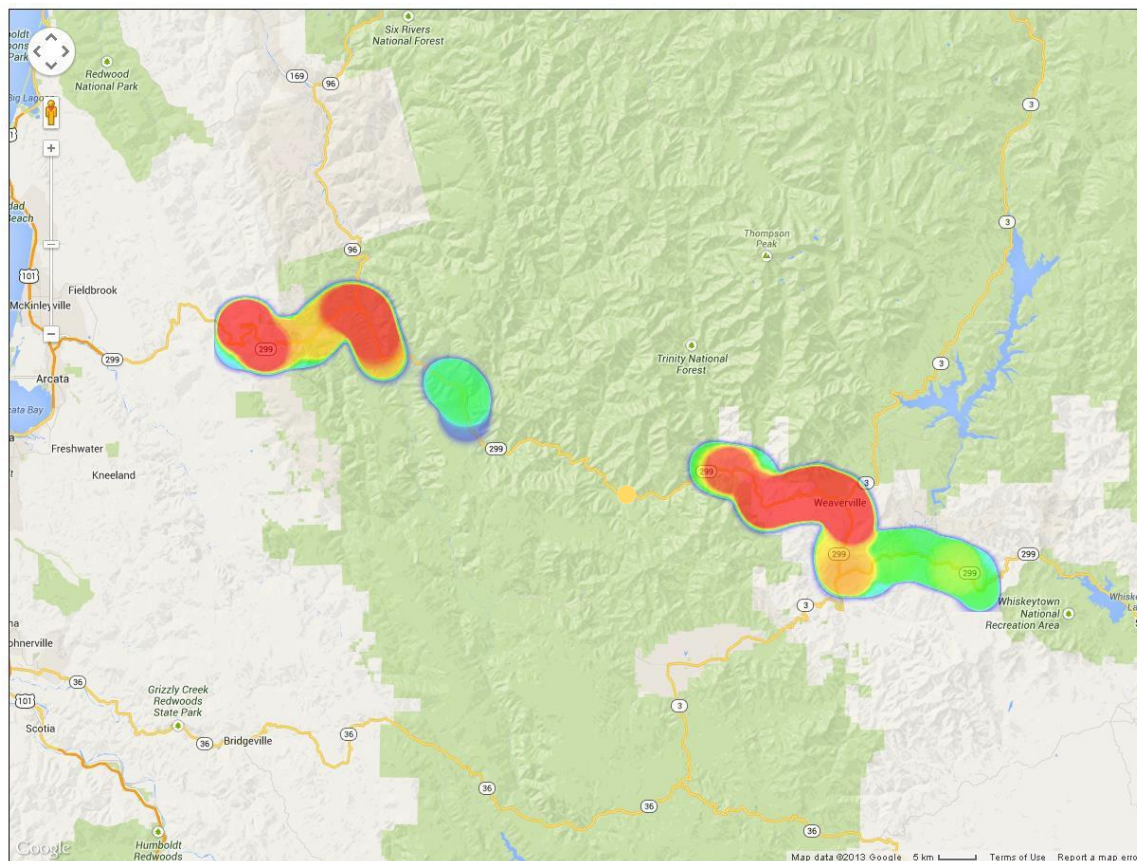 Six Rivers
National Forest
Redwood
National Park
169
96
3
Big Lagoon
3
Thompson
Peak
96
101
Fieldbrook
McKinleyville
299
299
Trinity National
Forest
3
Arcata
Freshwater
Kneeland
299
299
3
Weaverville
299
299
299
Whiskeytown
National
Recreation Area
3
36
Grizzly Creek
Redwoods
State Park
101
Scotia
36
Bridgeville
36
3
36
36
Humboldt
Redwoods
Google
Map data ©2013 Google
5 km
Terms of Use
Report a map erro